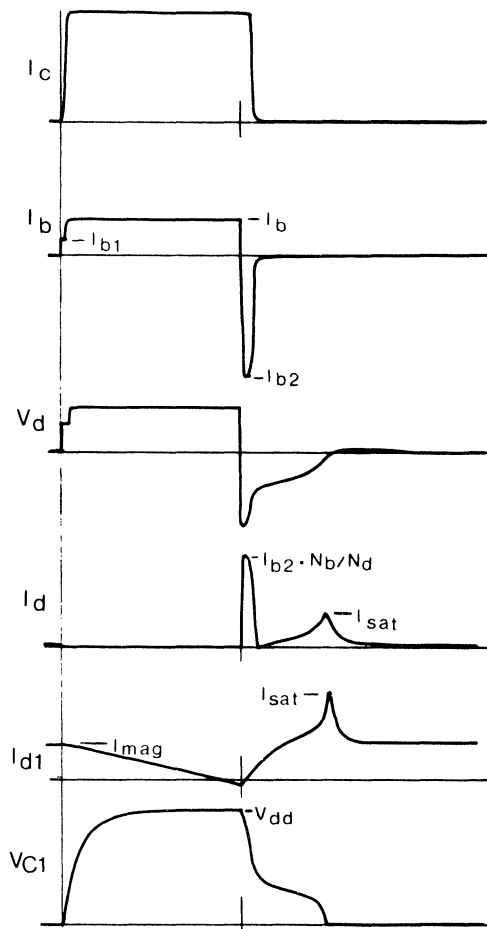 Ic
Ib
-Ib
-Ib1
-Ib2
Vd
-Ib2 · Nb/Nd
Id
-Isat
Isat-
-Imag
Id1
-Vdd
VC1